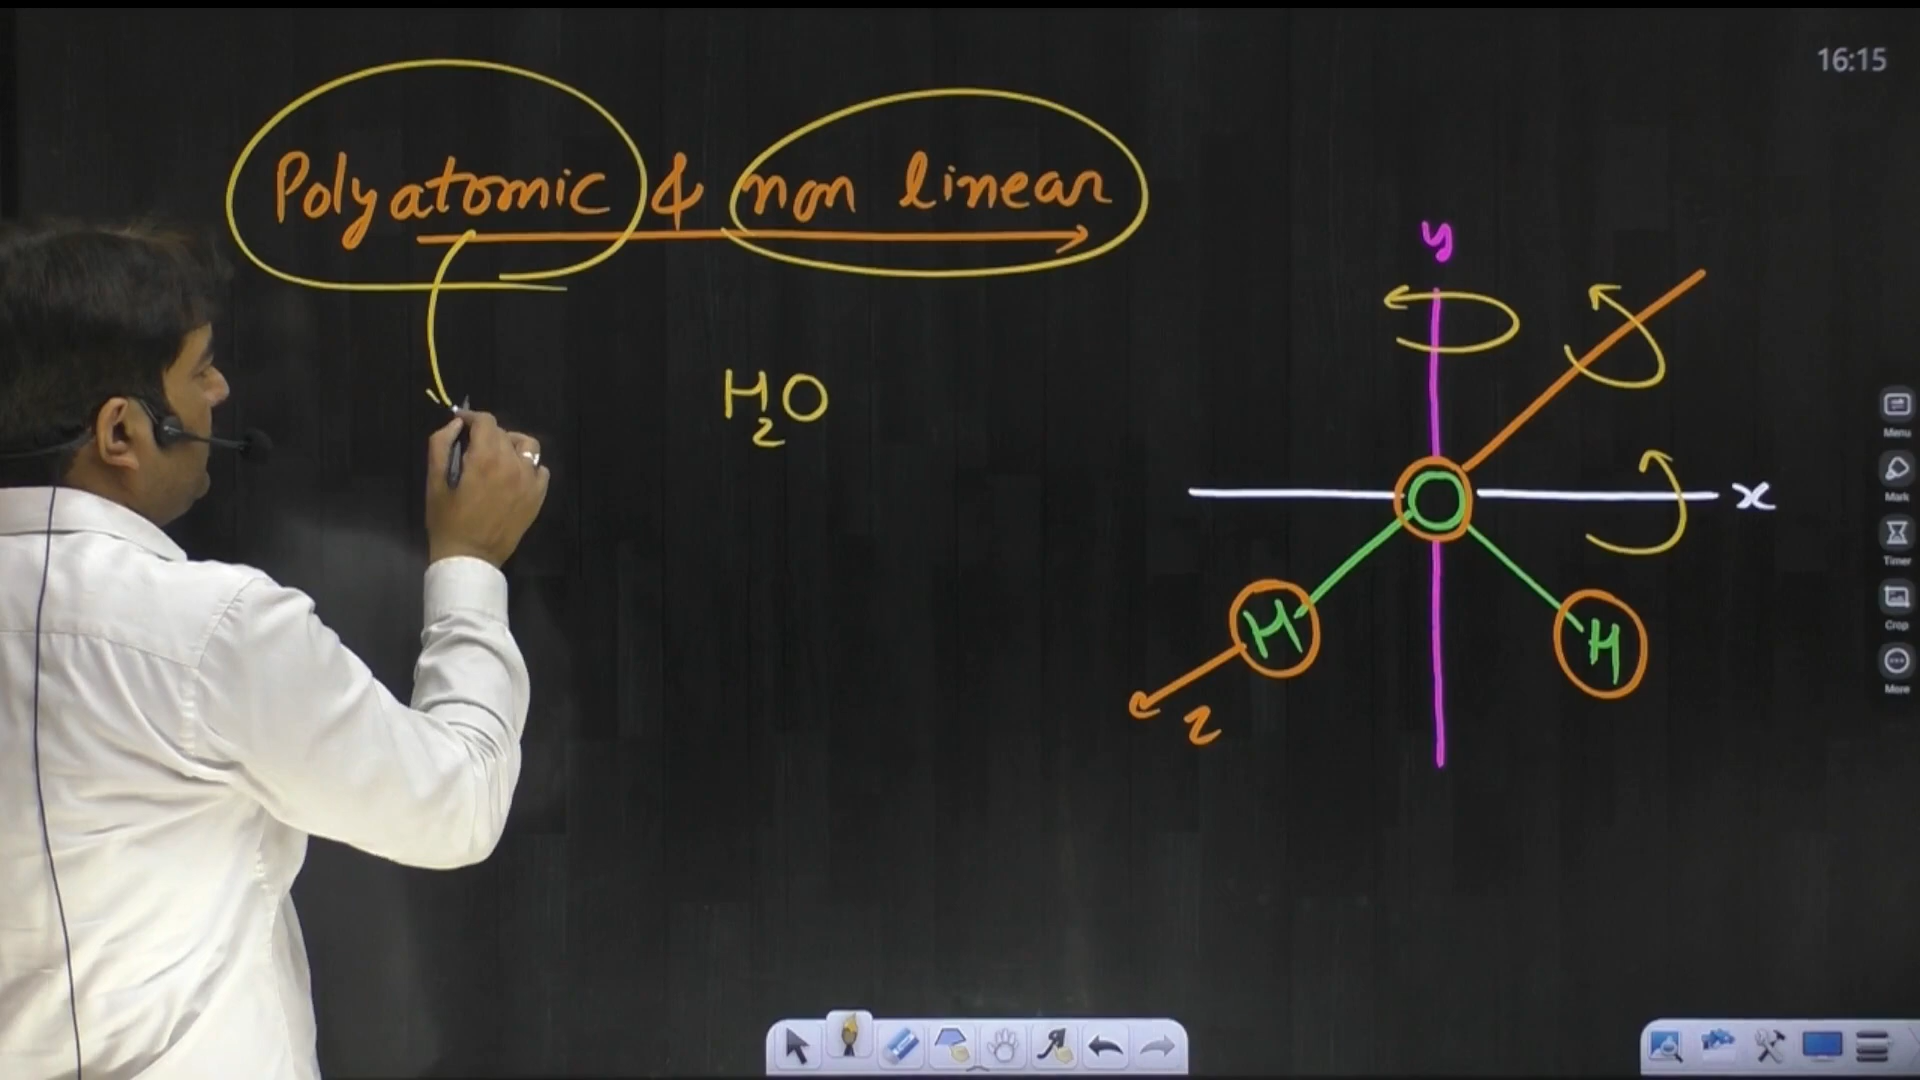 16:15
Polyatomic & non linear
y
H2O
x
O
H
H
z
Menu
Mark
Timer
Crop
More